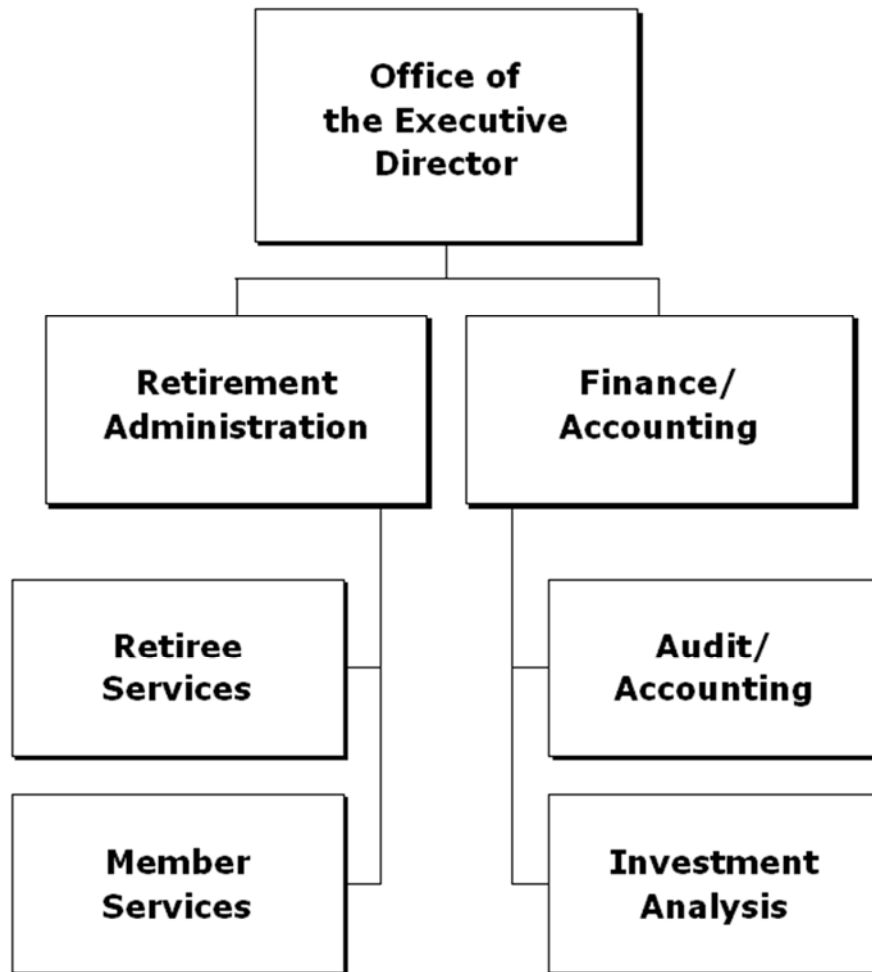 Office of
the Executive
Director
Retirement
Administration
Finance/
Accounting
Retiree
Services
Audit/
Accounting
Member
Services
Investment
Analysis